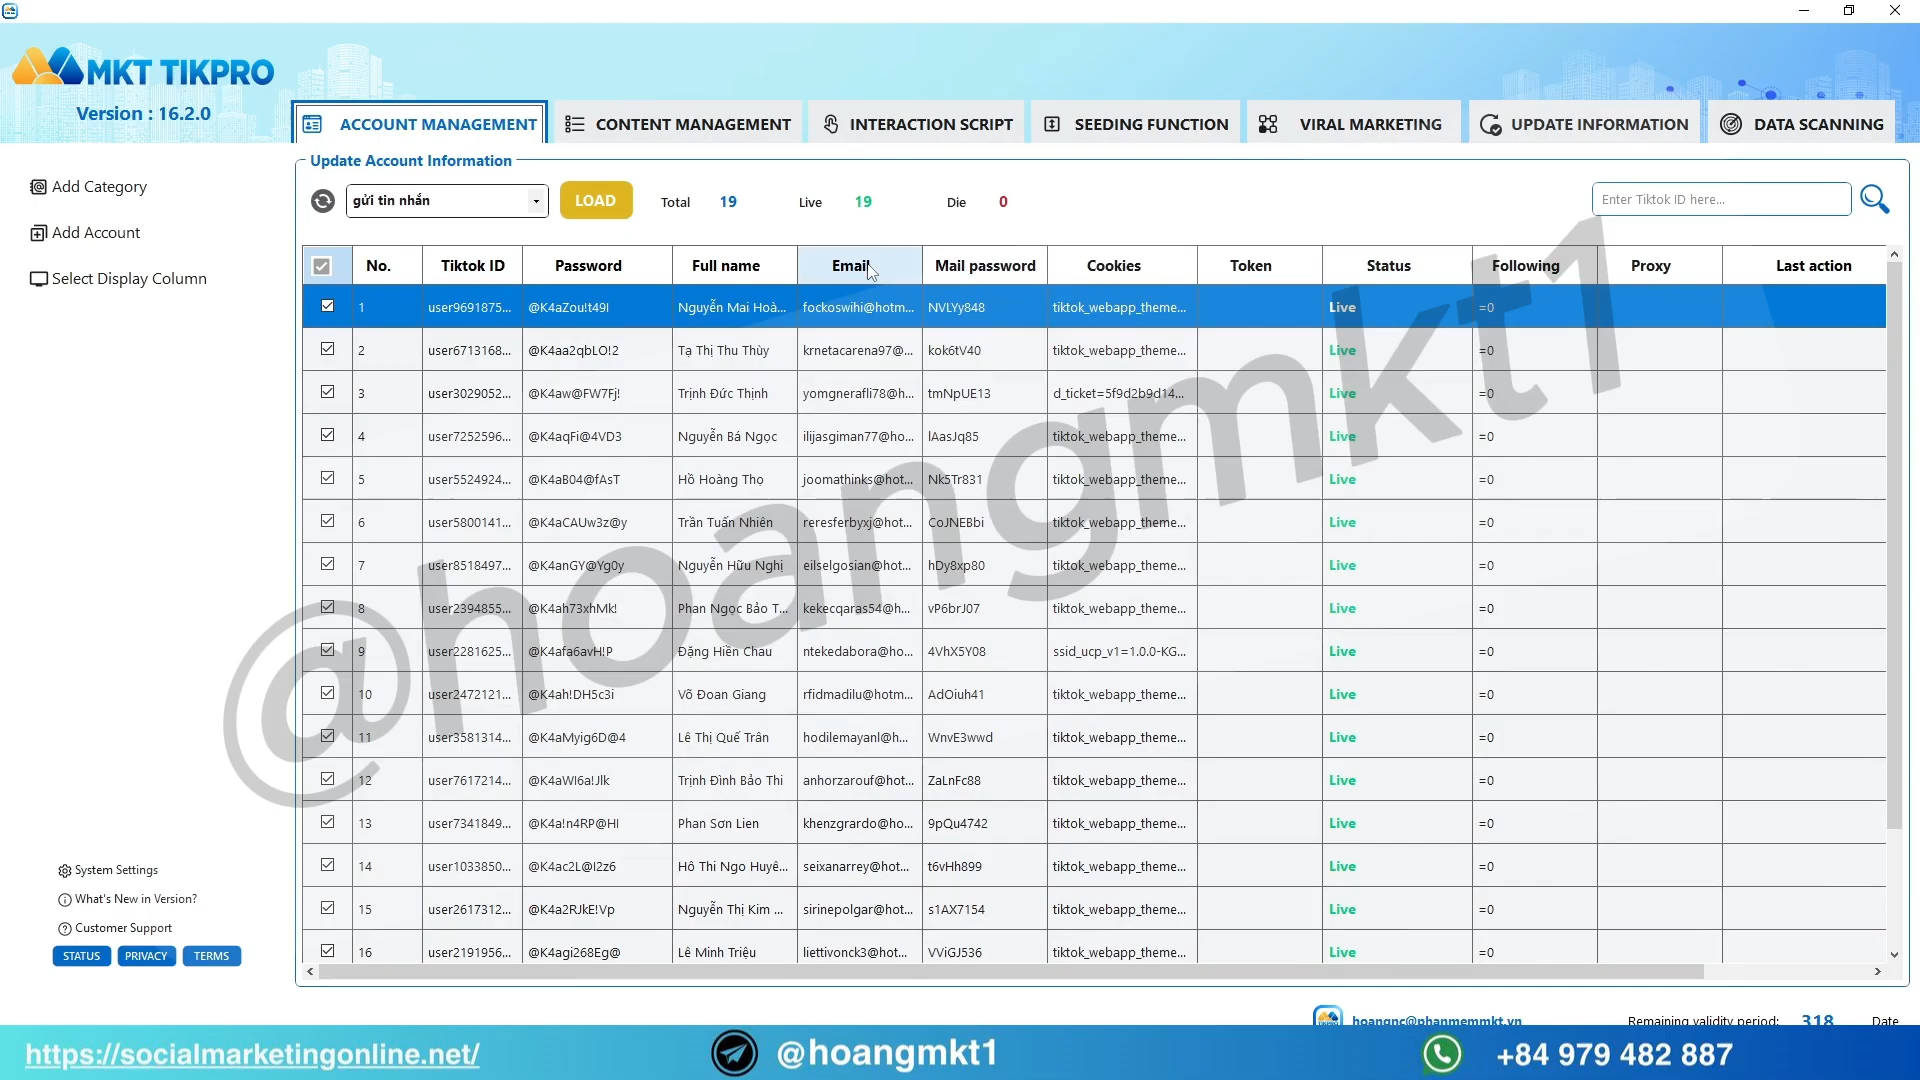 MKT TIKPRO
Version : 16.2.0
ACCOUNT MANAGEMENT
CONTENT MANAGEMENT
INTERACTION SCRIPT
SEEDING FUNCTION
VIRAL MARKETING
UPDATE INFORMATION
DATA SCANNING
Add Category
Add Account
Select Display Column
Update Account Information
gửi tin nhắn LOAD Total 19 Live 19 Die 0 Enter Tiktok ID here...
No. Tiktok ID Password Full name Email Mail password Cookies Token Status Following Proxy Last action
1 user9691875... @K4aZou!t49I Nguyễn Mai Hoà... fockoswihi@hotm... NVLYy848 tiktok_webapp_theme... Live =0
2 user6713168... @K4aa2qbLO!2 Tạ Thị Thu Thùy krnetacarena97@... kok6tV40 tiktok_webapp_theme... Live =0
3 user3029052... @K4aw@FW7Fj! Trịnh Đức Thịnh yomgnerafli78@h... tmNpUE13 d_ticket=5f9d2b9d14... Live =0
4 user7252596... @K4aqFi@4VD3 Nguyễn Bá Ngọc ilijasgiman77@ho... lAasJq85 tiktok_webapp_theme... Live =0
5 user5524924... @K4aB04@fAsT Hồ Hoàng Thọ joomathinks@hot... Nk5Tr831 tiktok_webapp_theme... Live =0
6 user5800141... @K4aCAUw3z@y Trần Tuấn Nhiên reresferbyxj@hot... CoJNEBbi tiktok_webapp_theme... Live =0
7 user8518497... @K4anGY@Yg0y Nguyễn Hữu Nghị eilselgosian@hot... hDy8xp80 tiktok_webapp_theme... Live =0
8 user2394855... @K4ah73xhMk! Phan Ngọc Bảo T... kekecqaras54@h... vP6brJ07 tiktok_webapp_theme... Live =0
9 user2281625... @K4afa6avH!P Đặng Hiền Chau ntekedabora@ho... 4VhX5Y08 ssid_ucp_v1=1.0.0-KG... Live =0
10 user2472121... @K4ah!DH5c3i Võ Đoan Giang rfidmadilu@hotm... AdOiuh41 tiktok_webapp_theme... Live =0
11 user3581314... @K4aMyig6D@4 Lê Thị Quế Trân hodilemayanl@h... WnvE3wwd tiktok_webapp_theme... Live =0
12 user7617214... @K4aWI6a!Jlk Trịnh Đình Bảo Thi anhorzarouf@hot... ZaLnFc88 tiktok_webapp_theme... Live =0
13 user7341849... @K4a!n4RP@HI Phan Sơn Lien khenzgrardo@ho... 9pQu4742 tiktok_webapp_theme... Live =0
14 user1033850... @K4ac2L@I2z6 Hồ Thi Ngo Huyê... seixanarrey@hot... t6vHh899 tiktok_webapp_theme... Live =0
15 user2617312... @K4a2RJkE!Vp Nguyễn Thị Kim ... sirinepolgar@hot... s1AX7154 tiktok_webapp_theme... Live =0
16 user2191956... @K4agi268Eg@ Lê Minh Triệu liettivonck3@hot... VViGJ536 tiktok_webapp_theme... Live =0
@hoangmkt1
System Settings
What's New in Version?
Customer Support
STATUS PRIVACY TERMS
hoangnc@phanmemmkt.vn Remaining validity period: 318 Date
https://socialmarketingonline.net/ @hoangmkt1 +84 979 482 887